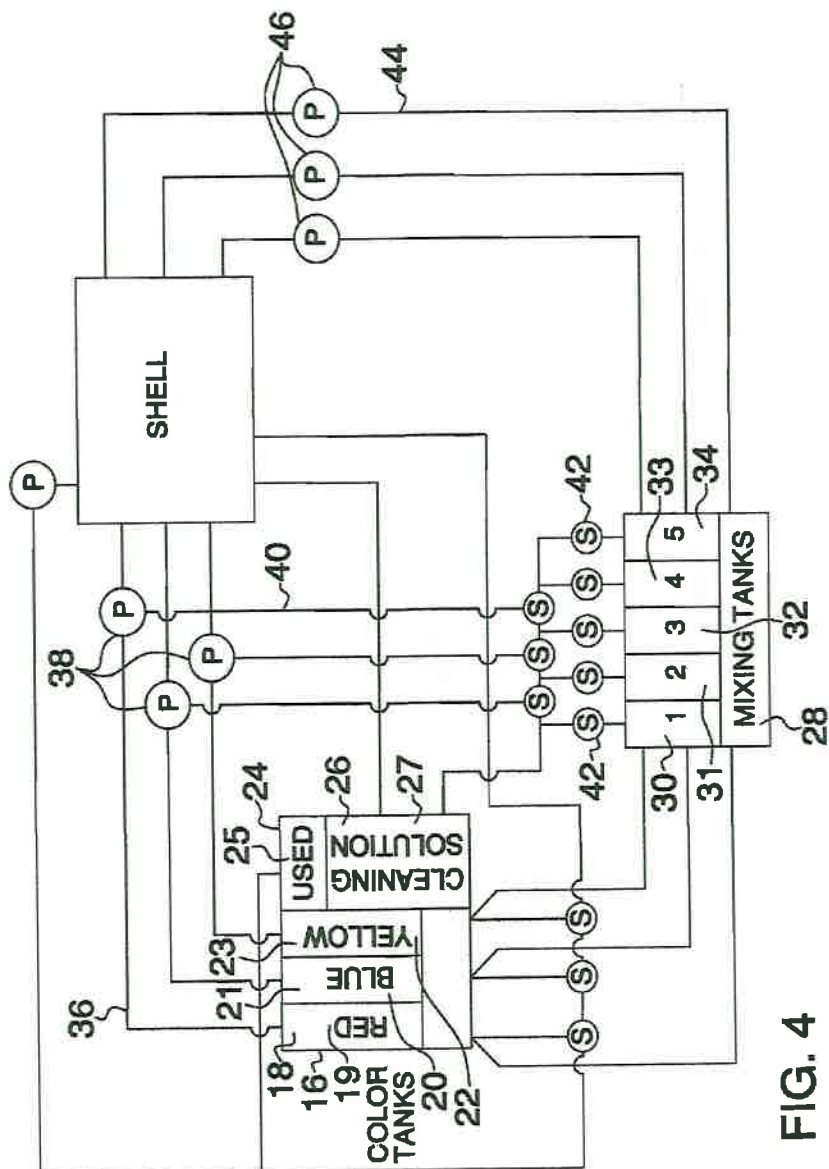 P
SHELL
P
P
P
46
44
36
38
P
P
P
40
24
25
26
27
USED
CLEANING
SOLUTION
23
21
YELLOW
BLUE
RED
18
16
19
COLOR
TANKS
20
22
S
S
S
S
S
S
42
S
S
S
S
S
42
1
2
3
4
5
30
31
32
33
34
MIXING TANKS
28
FIG. 4